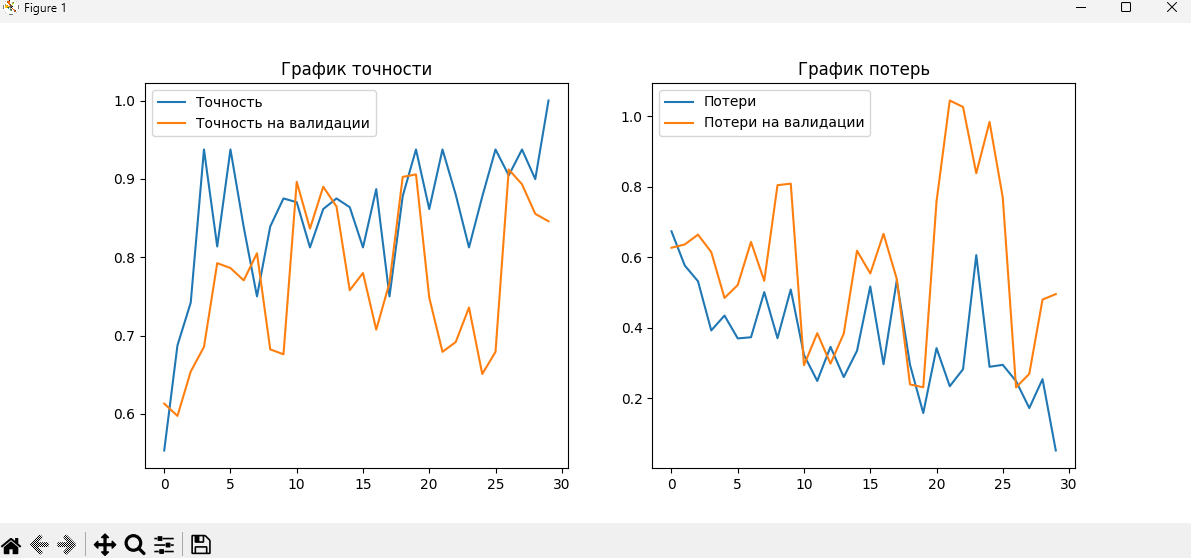 Figure 1
График точности
Точность
Точность на валидации
1.0
0.9
0.8
0.7
0.6
0 5 10 15 20 25 30
График потерь
Потери
Потери на валидации
1.0
0.8
0.6
0.4
0.2
0 5 10 15 20 25 30